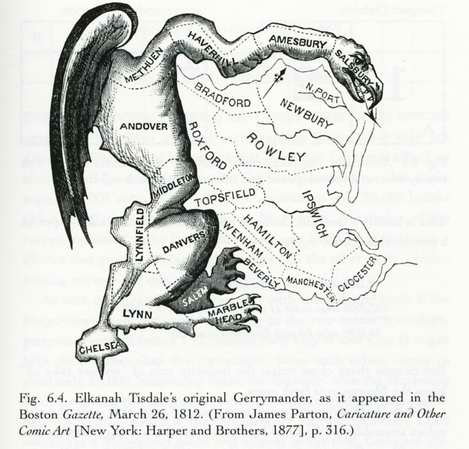 AMESBURY
HAVERHILL
SALSBURY
METHUEN
BRADFORD
N.PORT
NEWBURY
ANDOVER
ROXFORD
ROWLEY
MIDDLETON
TOPSFIELD
IPSWICH
LYNNFIELD
DANVERS
HAMILTON
WENHAM
BEVERLY
MANCHESTER
GLOCESTER
SALEM
LYNN
MARBLE
HEAD
CHELSEA
Fig. 6.4. Elkanah Tisdale's original Gerrymander, as it appeared in the
Boston Gazette, March 26, 1812. (From James Parton, Caricature and Other
Comic Art [New York: Harper and Brothers, 1877], p. 316.)